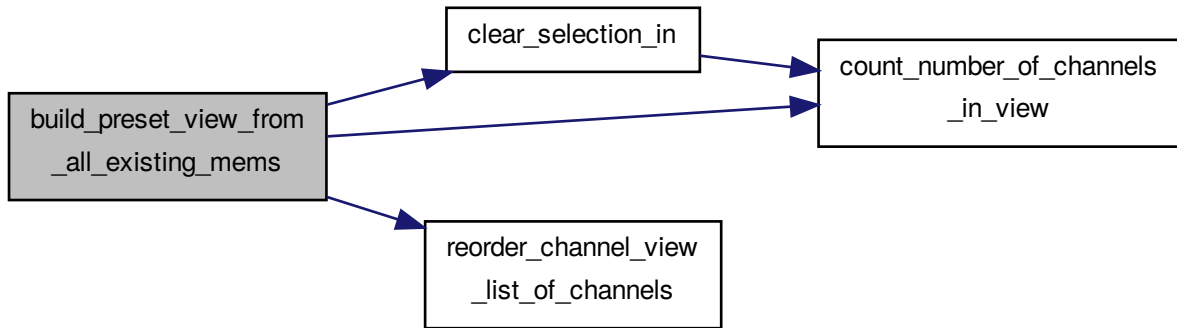 build_preset_view_from
_all_existing_mems
clear_selection_in
count_number_of_channels
_in_view
reorder_channel_view
_list_of_channels